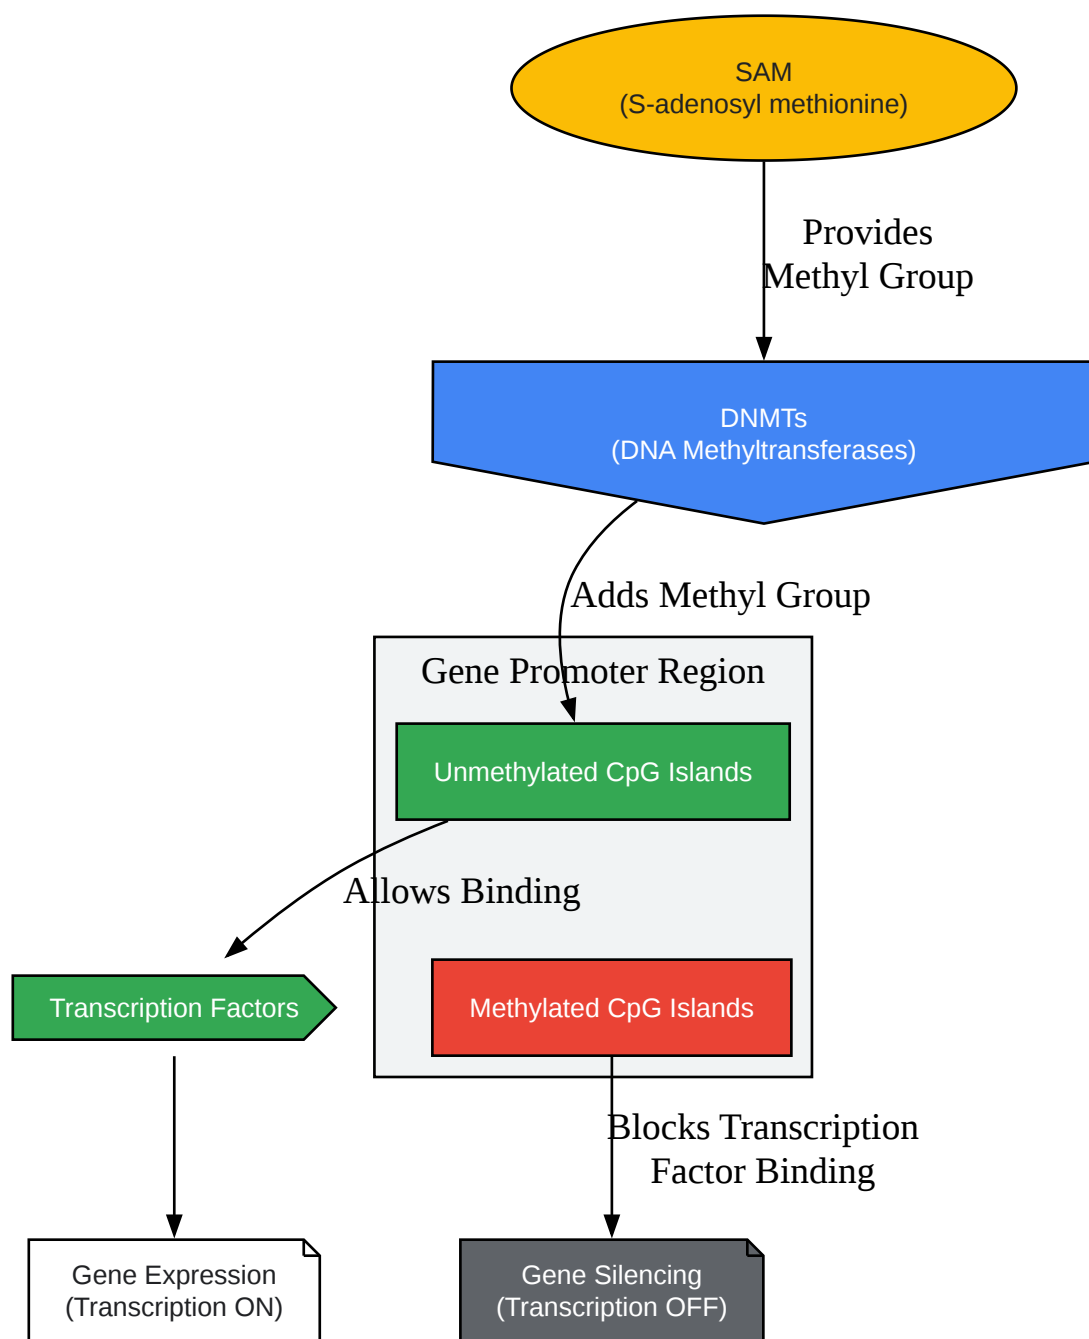 SAM
(S-adenosyl methionine)
Provides
Methyl Group
DNMTs
(DNA Methyltransferases)
Adds Methyl Group
Gene Promoter Region
Unmethylated CpG Islands
Allows Binding
Transcription Factors
Methylated CpG Islands
Blocks Transcription
Factor Binding
Gene Expression
(Transcription ON)
Gene Silencing
(Transcription OFF)